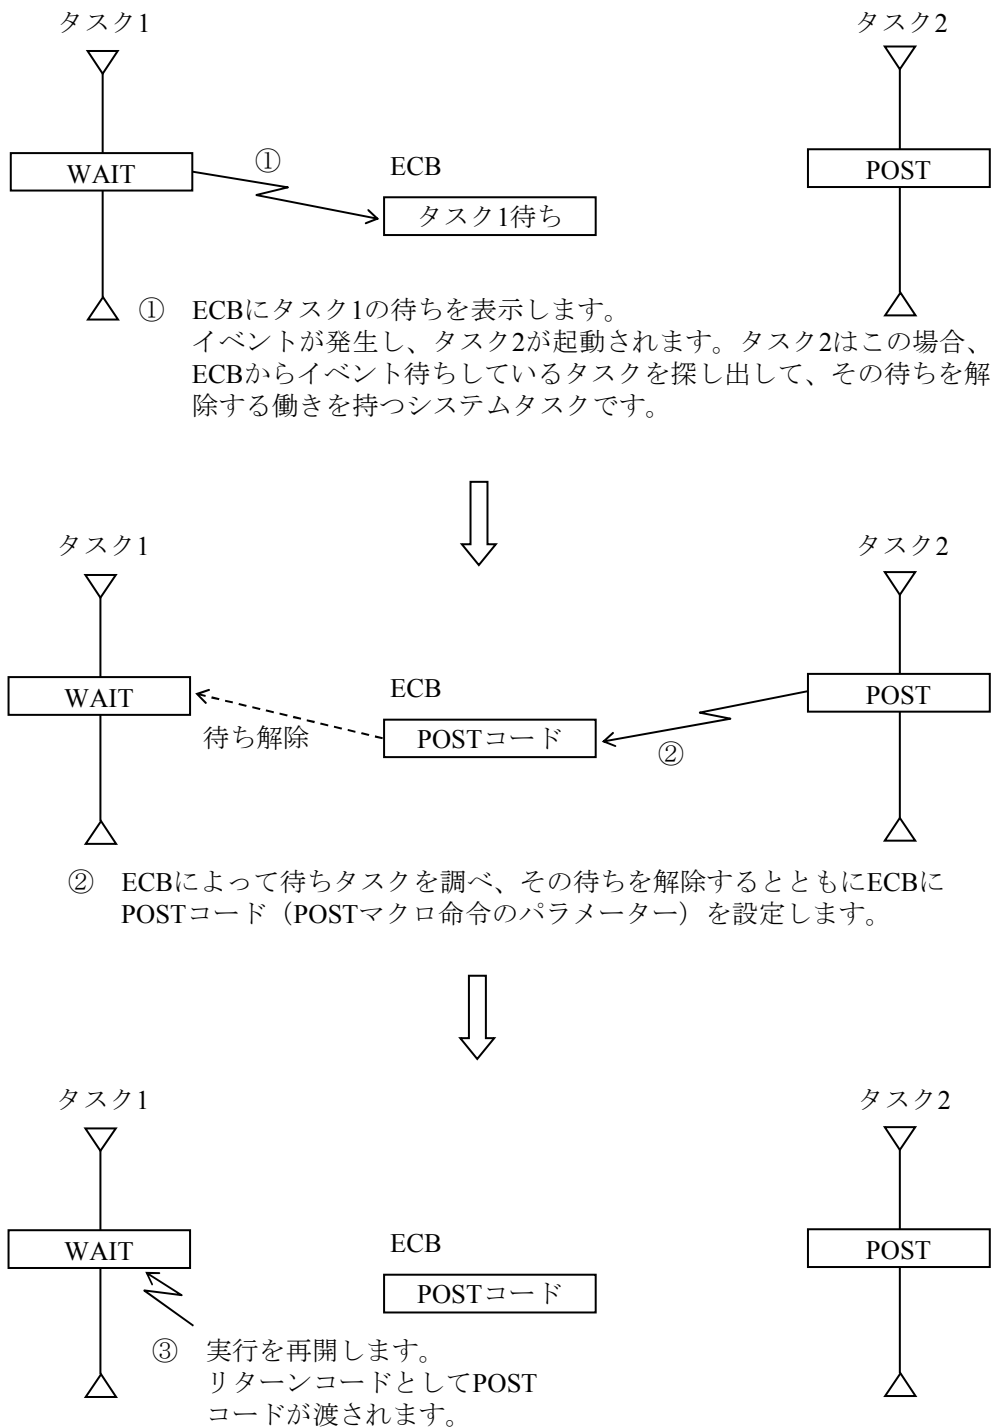 タスク1
タスク2
WAIT
①
ECB
POST
タスク1待ち
① ECBにタスク1の待ちを表示します。
イベントが発生し、タスク2が起動されます。タスク2はこの場合、
ECBからイベント待ちしているタスクを探し出して、その待ちを解
除する働きを持つシステムタスクです。
タスク1
タスク2
WAIT
ECB
POST
待ち解除
POSTコード
②
② ECBによって待ちタスクを調べ、その待ちを解除するとともにECBに
POSTコード（POSTマクロ命令のパラメーター）を設定します。
タスク1
タスク2
WAIT
ECB
POST
POSTコード
③ 実行を再開します。
リターンコードとしてPOST
コードが渡されます。